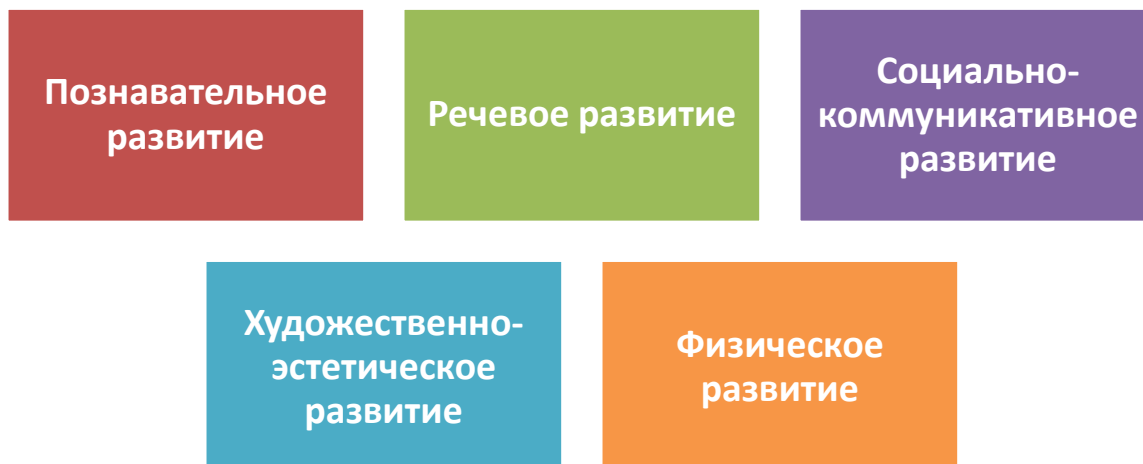 Познавательное
развитие
Речевое развитие
Социально-
коммуникативное
развитие
Художественно-
эстетическое
развитие
Физическое
развитие